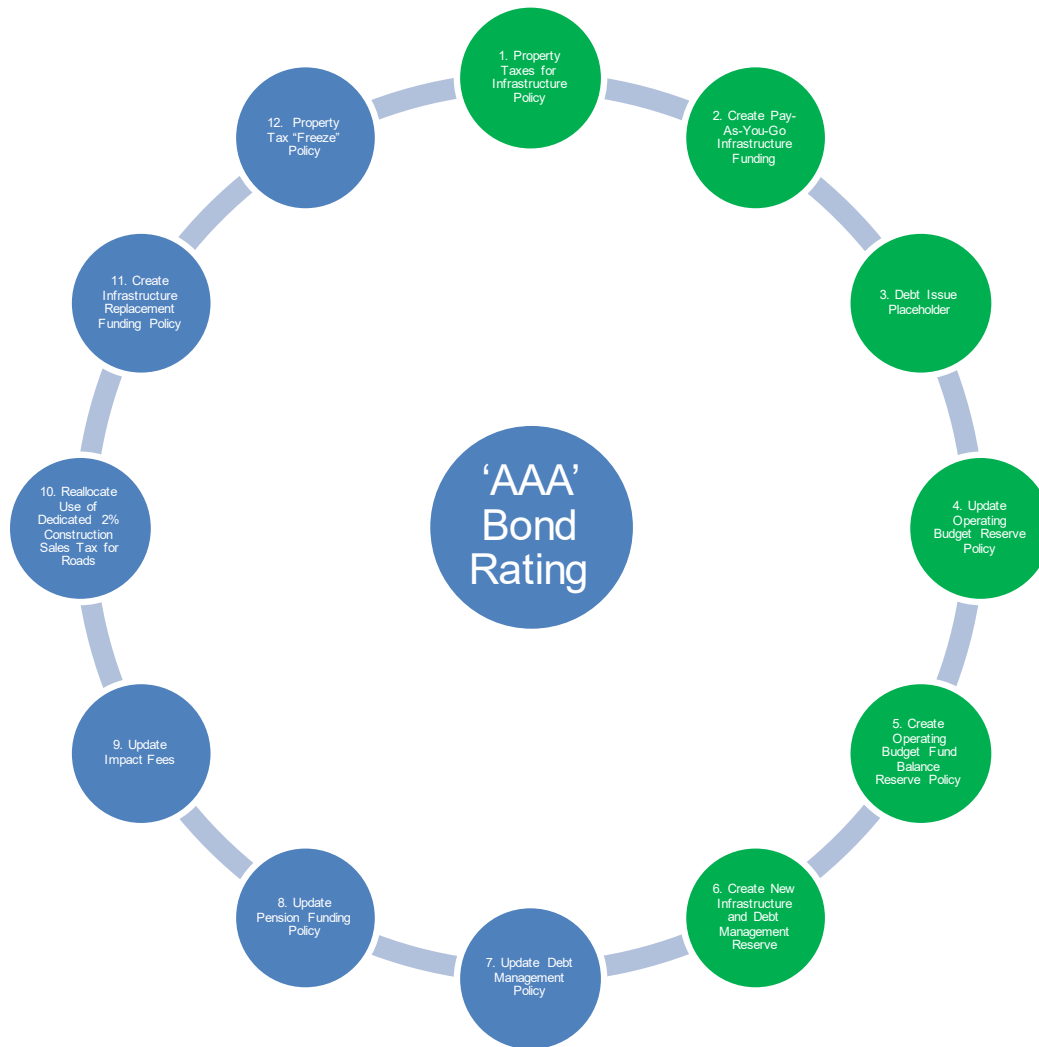 1. Property
Taxes for
Infrastructure
Policy
2. Create Pay-
As-You-Go
Infrastructure
Funding
3. Debt Issue
Placeholder
4. Update
Operating
Budget Reserve
Policy
5. Create
Operating
Budget Fund
Balance
Reserve Policy
6. Create New
Infrastructure
and Debt
Management
Reserve
7. Update Debt
Management
Policy
8. Update
Pension Funding
Policy
9. Update
Impact Fees
10. Reallocate
Use of
Dedicated 2%
Construction
Sales Tax for
Roads
11. Create
Infrastructure
Replacement
Funding Policy
12. Property
Tax “Freeze”
Policy
‘AAA’
Bond
Rating